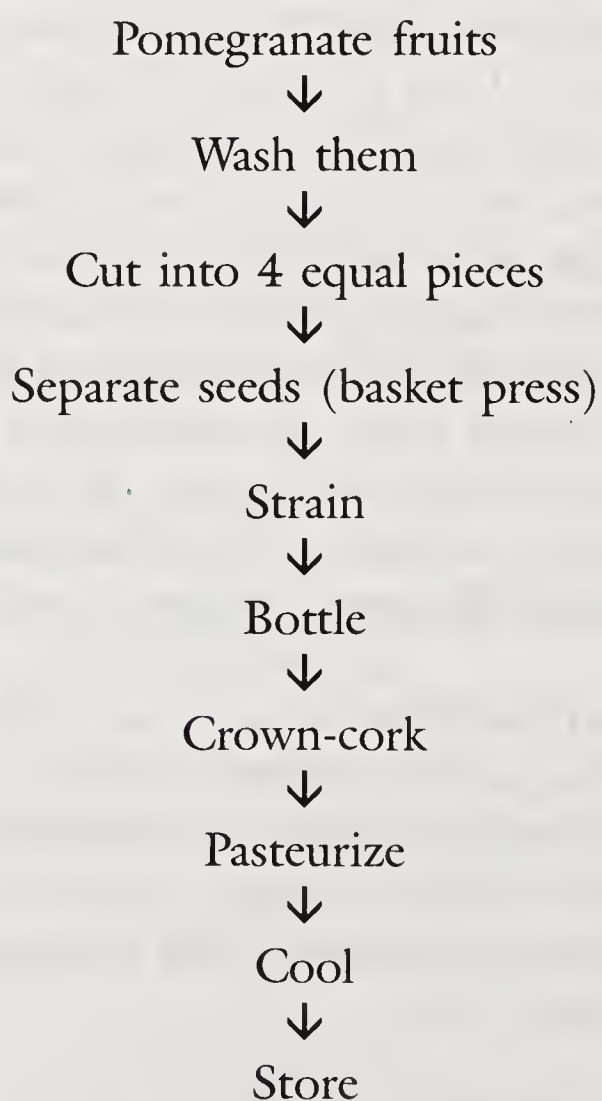 Pomegranate fruits
↓
Wash them
↓
Cut into 4 equal pieces
↓
Separate seeds (basket press)
↓
Strain
↓
Bottle
↓
Crown-cork
↓
Pasteurize
↓
Cool
↓
Store